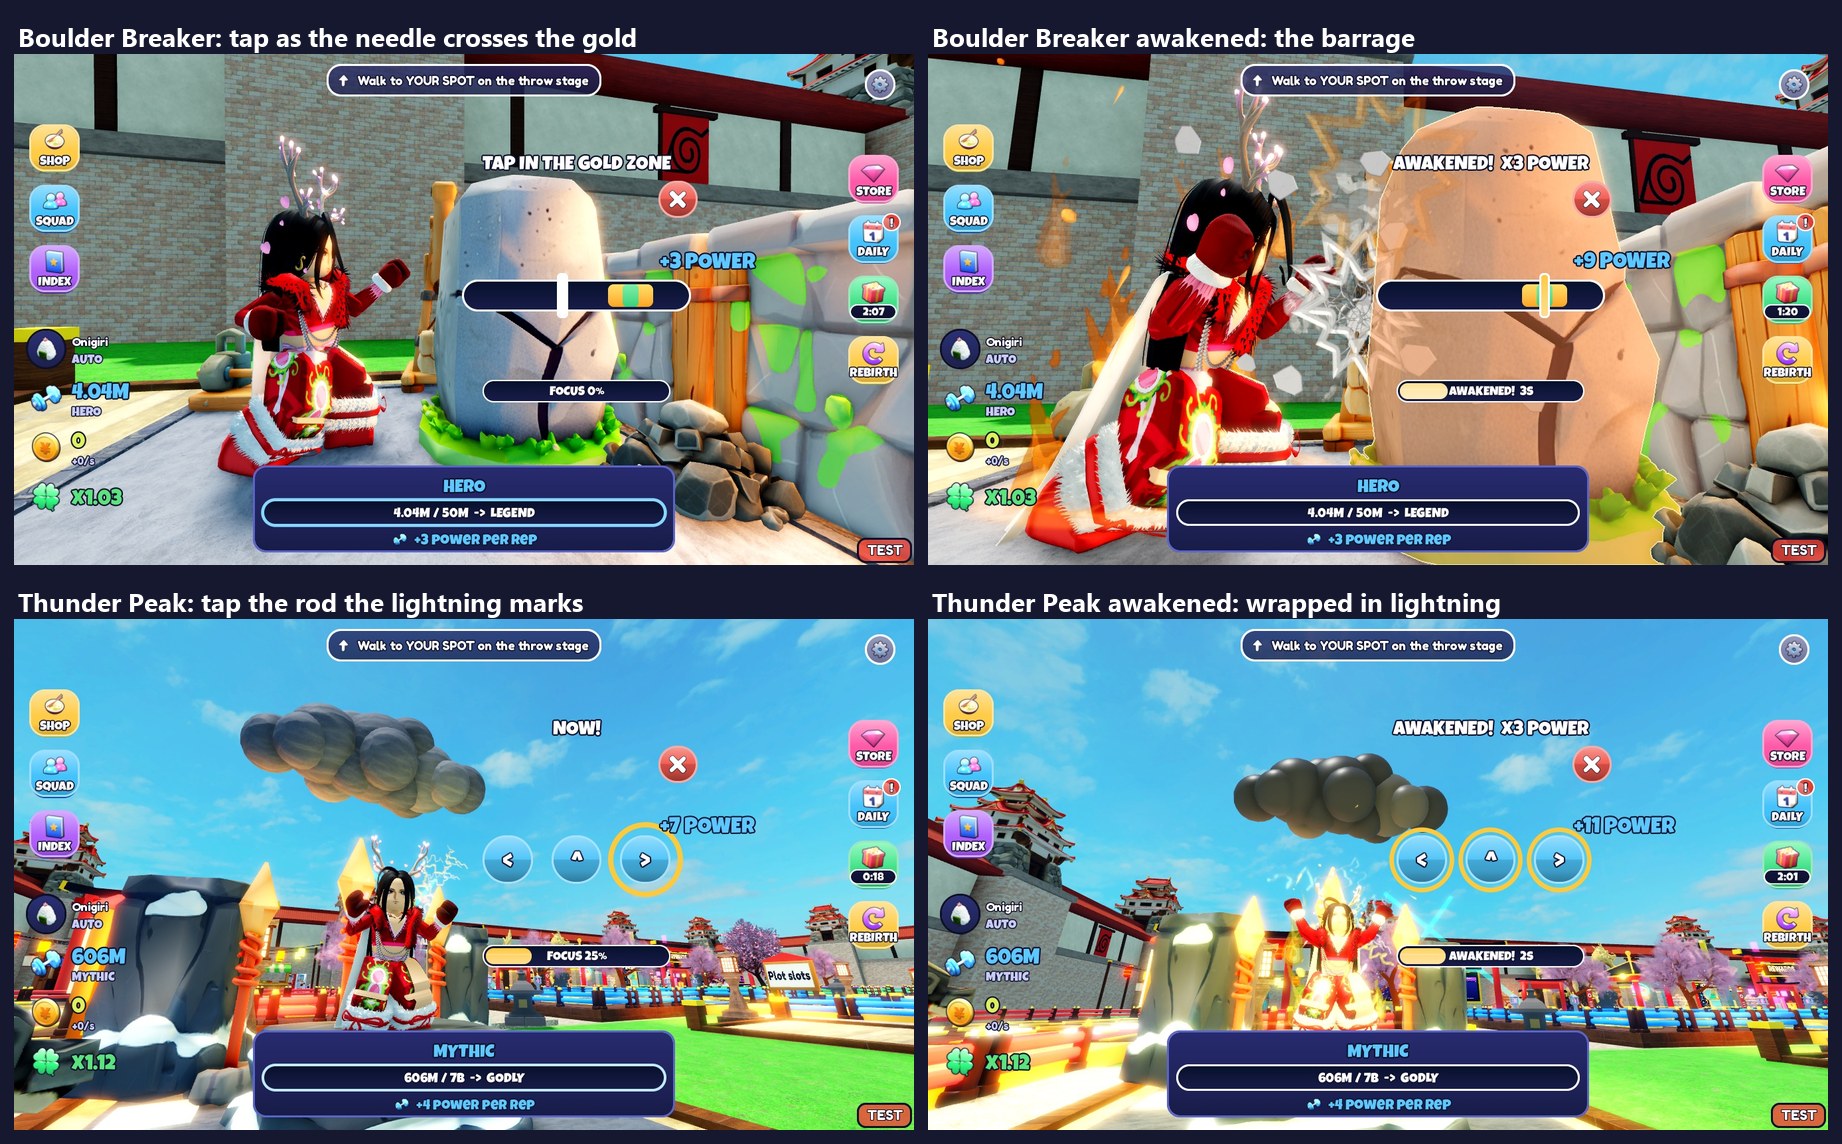 Boulder Breaker: tap as the needle crosses the gold
Walk to YOUR SPOT on the throw stage
SHOP
TAP IN THE GOLD ZONE
STORE
SQUAD
1
!
DAILY
+3 POWER
INDEX
2:07
Onigiri
AUTO
REBIRTH
4.04M
HERO
FOCUS 0%
0
+0/s
X1.03
HERO
4.04M / 50M -> LEGEND
+3 POWER PER REP
TEST
Boulder Breaker awakened: the barrage
Walk to YOUR SPOT on the throw stage
SHOP
AWAKENED! X3 POWER
STORE
SQUAD
1
!
DAILY
+9 POWER
INDEX
1:20
Onigiri
AUTO
REBIRTH
4.04M
HERO
AWAKENED! 3S
0
+0/s
X1.03
HERO
4.04M / 50M -> LEGEND
+3 POWER PER REP
TEST
Thunder Peak: tap the rod the lightning marks
Walk to YOUR SPOT on the throw stage
SHOP
NOW!
STORE
SQUAD
1
!
DAILY
+7 POWER
INDEX
< ^ >
0:18
Onigiri
AUTO
REBIRTH
606M
MYTHIC
FOCUS 25%
Plot slots
0
+0/s
X1.12
MYTHIC
606M / 7B -> GODLY
+4 POWER PER REP
TEST
Thunder Peak awakened: wrapped in lightning
Walk to YOUR SPOT on the throw stage
SHOP
AWAKENED! X3 POWER
STORE
SQUAD
1
!
DAILY
+11 POWER
INDEX
< ^ >
2:01
Onigiri
AUTO
REBIRTH
606M
MYTHIC
AWAKENED! 2S
0
+0/s
X1.12
MYTHIC
606M / 7B -> GODLY
+4 POWER PER REP
TEST